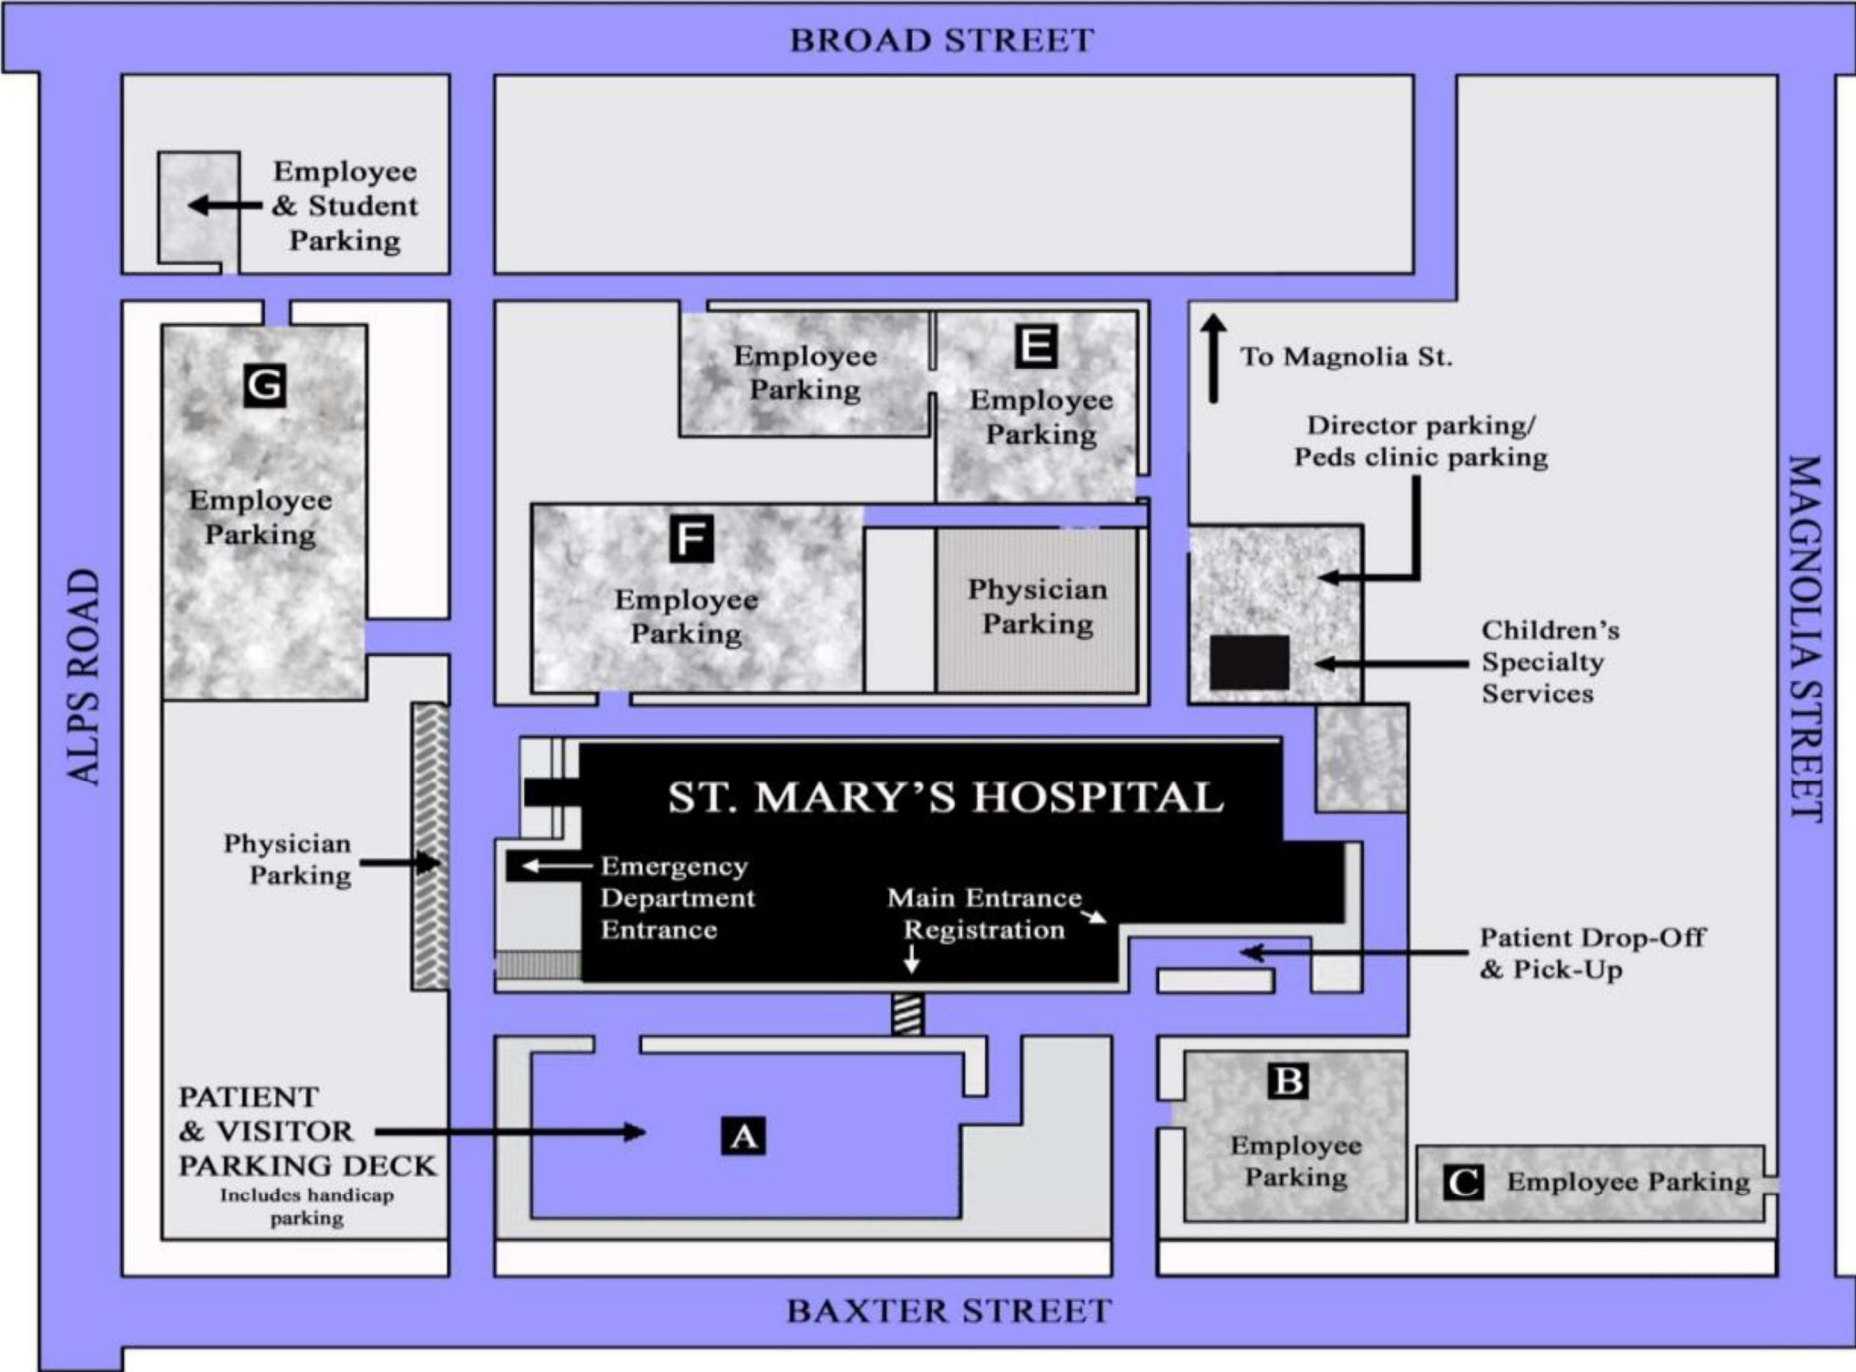 BROAD STREET
Employee
& Student
Parking
G
Employee
Parking
Employee
Parking
E
Employee
Parking
To Magnolia St.
Director parking/
Peds clinic parking
F
Employee
Parking
Physician
Parking
Children's
Specialty
Services
ALPS ROAD
MAGNOLIA STREET
ST. MARY'S HOSPITAL
Physician
Parking
Emergency
Department
Entrance
Main Entrance
Registration
Patient Drop-Off
& Pick-Up
PATIENT
& VISITOR
PARKING DECK
Includes handicap
parking
A
B
Employee
Parking
C Employee Parking
BAXTER STREET